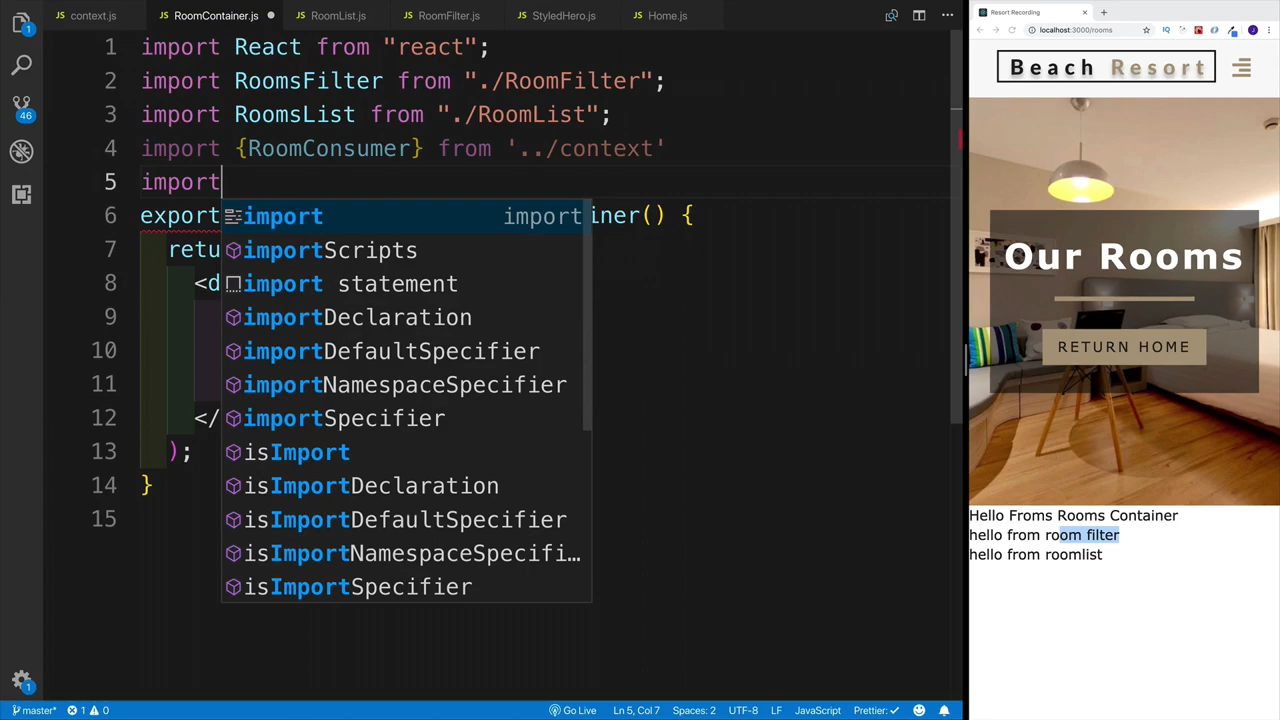 context.js RoomContainer.js RoomList.js RoomFilter.js StyledHero.js Home.js
1 import React from "react";
2 import RoomsFilter from "./RoomFilter";
3 import RoomsList from "./RoomList";
4 import {RoomConsumer} from '../context'
5 import
6 export iner() {
7 retu
8 <d
9
10
11
12 </
13 );
14 }
15
import import
importScripts
import statement
importDeclaration
importDefaultSpecifier
importNamespaceSpecifier
importSpecifier
isImport
isImportDeclaration
isImportDefaultSpecifier
isImportNamespaceSpecifi…
isImportSpecifier
1
46
1
master* 1 0 Go Live Ln 5, Col 7 Spaces: 2 UTF-8 LF JavaScript Prettier:
Resort Recording
localhost:3000/rooms IQ J
Beach Resort
Our Rooms
RETURN HOME
Hello Froms Rooms Container
hello from room filter
hello from roomlist